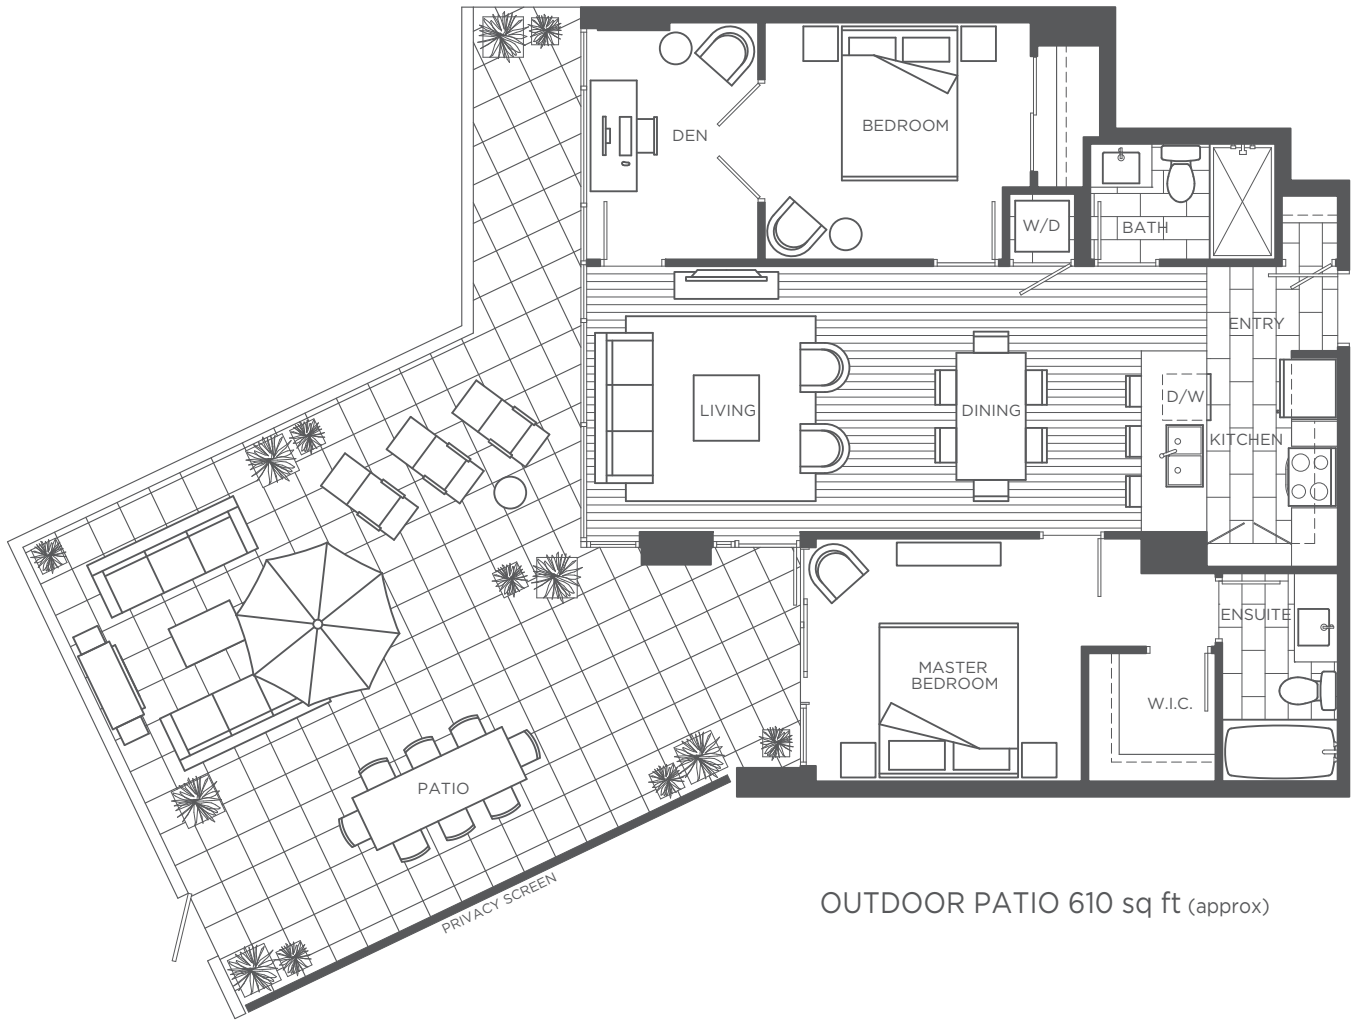 DEN
BEDROOM
W/D
BATH
ENTRY
LIVING
DINING
D/W
KITCHEN
ENSUITE
MASTER
BEDROOM
W.I.C.
PATIO
PRIVACY SCREEN
OUTDOOR PATIO 610 sq ft (approx)